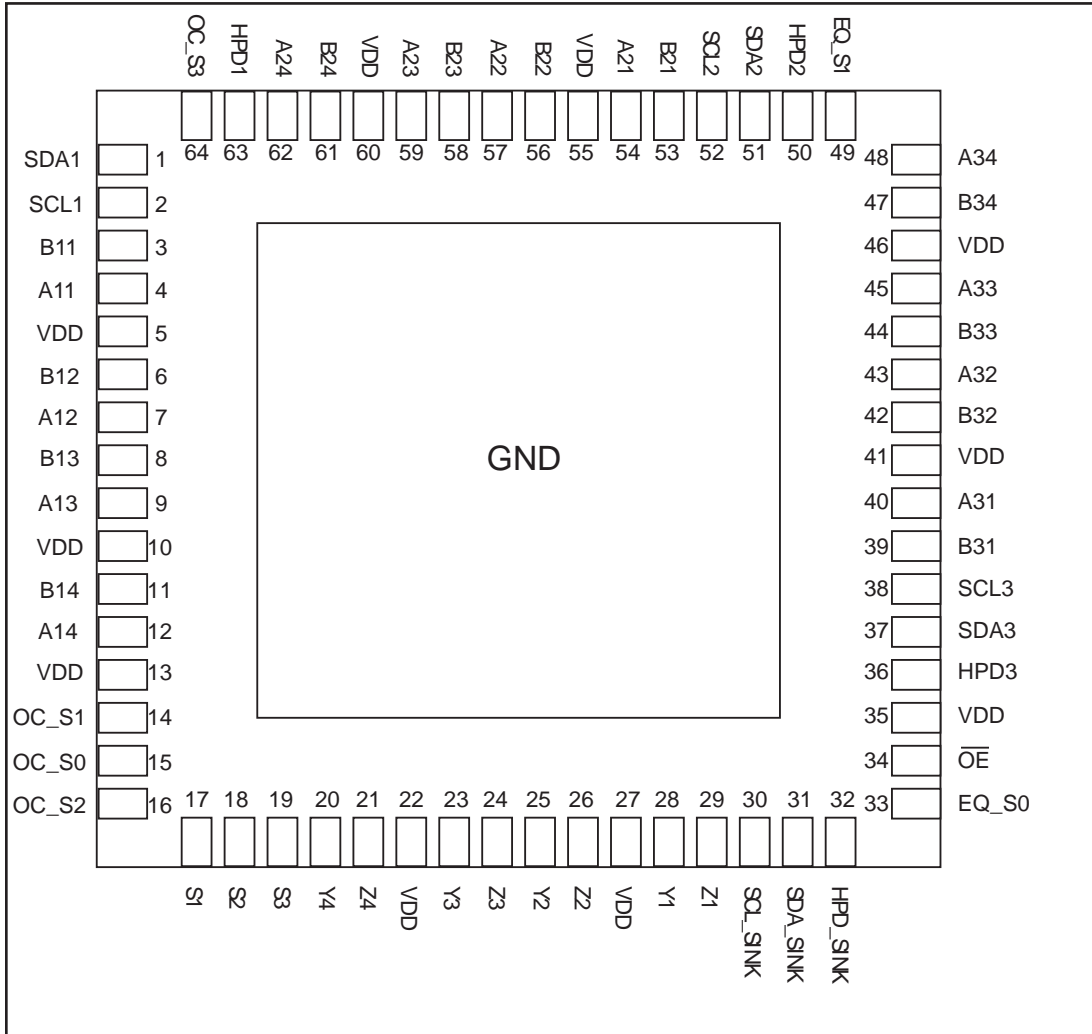 OC_S3 HPD1 A24 B24 VDD A23 B23 A22 B22 VDD A21 B21 SCL2 SDA2 HPD2 EQ_S1
64 63 62 61 60 59 58 57 56 55 54 53 52 51 50 49
SDA1 1 48 A34
SCL1 2 47 B34
B11 3 46 VDD
A11 4 45 A33
VDD 5 44 B33
B12 6 43 A32
A12 7 42 B32
B13 8 GND 41 VDD
A13 9 40 A31
VDD 10 39 B31
B14 11 38 SCL3
A14 12 37 SDA3
VDD 13 36 HPD3
OC_S1 14 35 VDD
OC_S0 15 34 O̅E̅
OC_S2 16 33 EQ_S0
17 18 19 20 21 22 23 24 25 26 27 28 29 30 31 32
S1 S2 S3 Y4 Z4 VDD Y3 Z3 Y2 Z2 VDD Y1 Z1 SCL_SINK SDA_SINK HPD_SINK